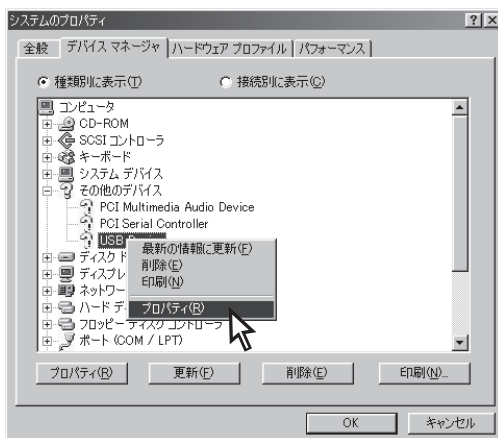 システムのプロパティ
全般 デバイス マネージャ ハードウェア プロファイル パフォーマンス
種類別に表示(T) 接続別に表示(C)
コンピュータ
CD-ROM
SCSI コントローラ
キーボード
システム デバイス
その他のデバイス
PCI Multimedia Audio Device
PCI Serial Controller
USB
最新の情報に更新(F)
削除(E)
印刷(N)
プロパティ(R)
ディスク
ディスプレ
ネットワー
ハード デ
フロッピー ディスク コントローラ
ポート (COM / LPT)
プロパティ(R) 更新(F) 削除(E) 印刷(N)...
OK キャンセル